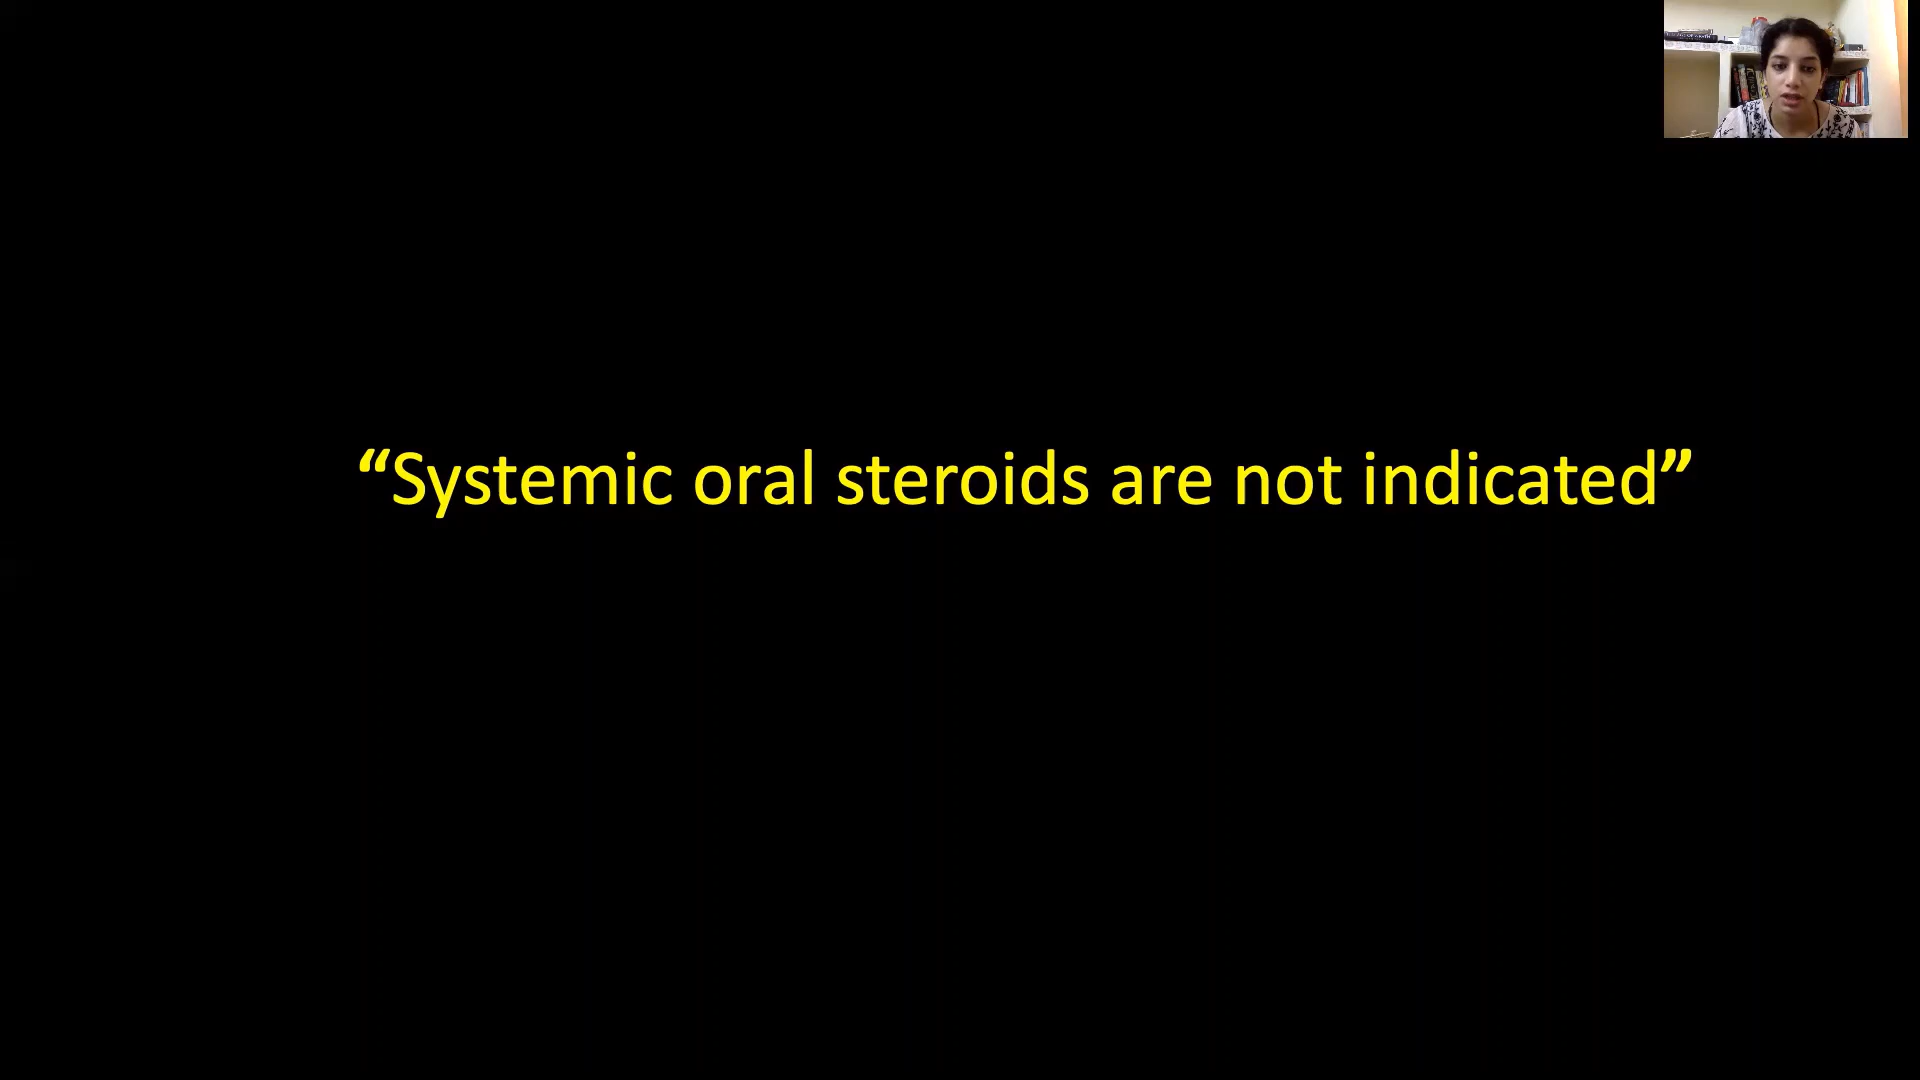 “Systemic oral steroids are not indicated”